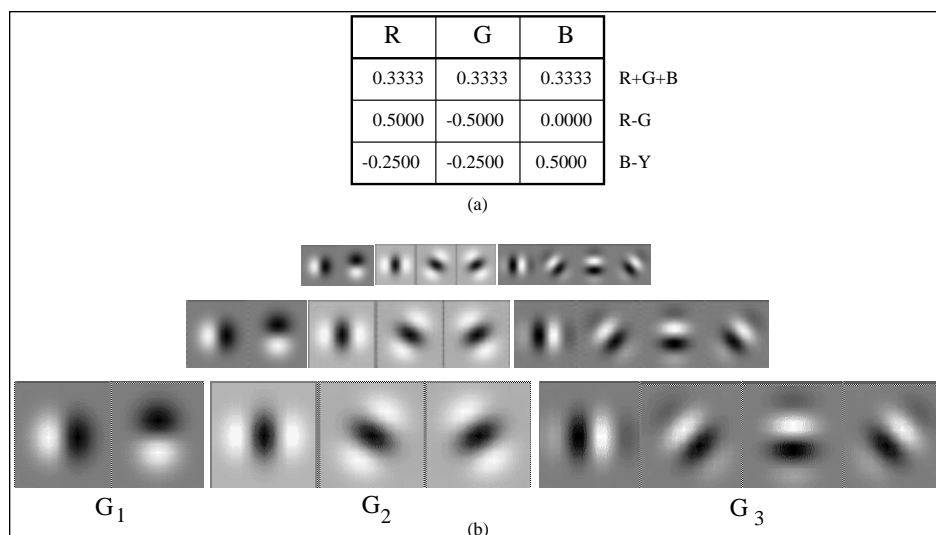 R G B
0.3333 0.3333 0.3333 R+G+B
0.5000 -0.5000 0.0000 R-G
-0.2500 -0.2500 0.5000 B-Y
(a)
G1 G2 G3
(b)